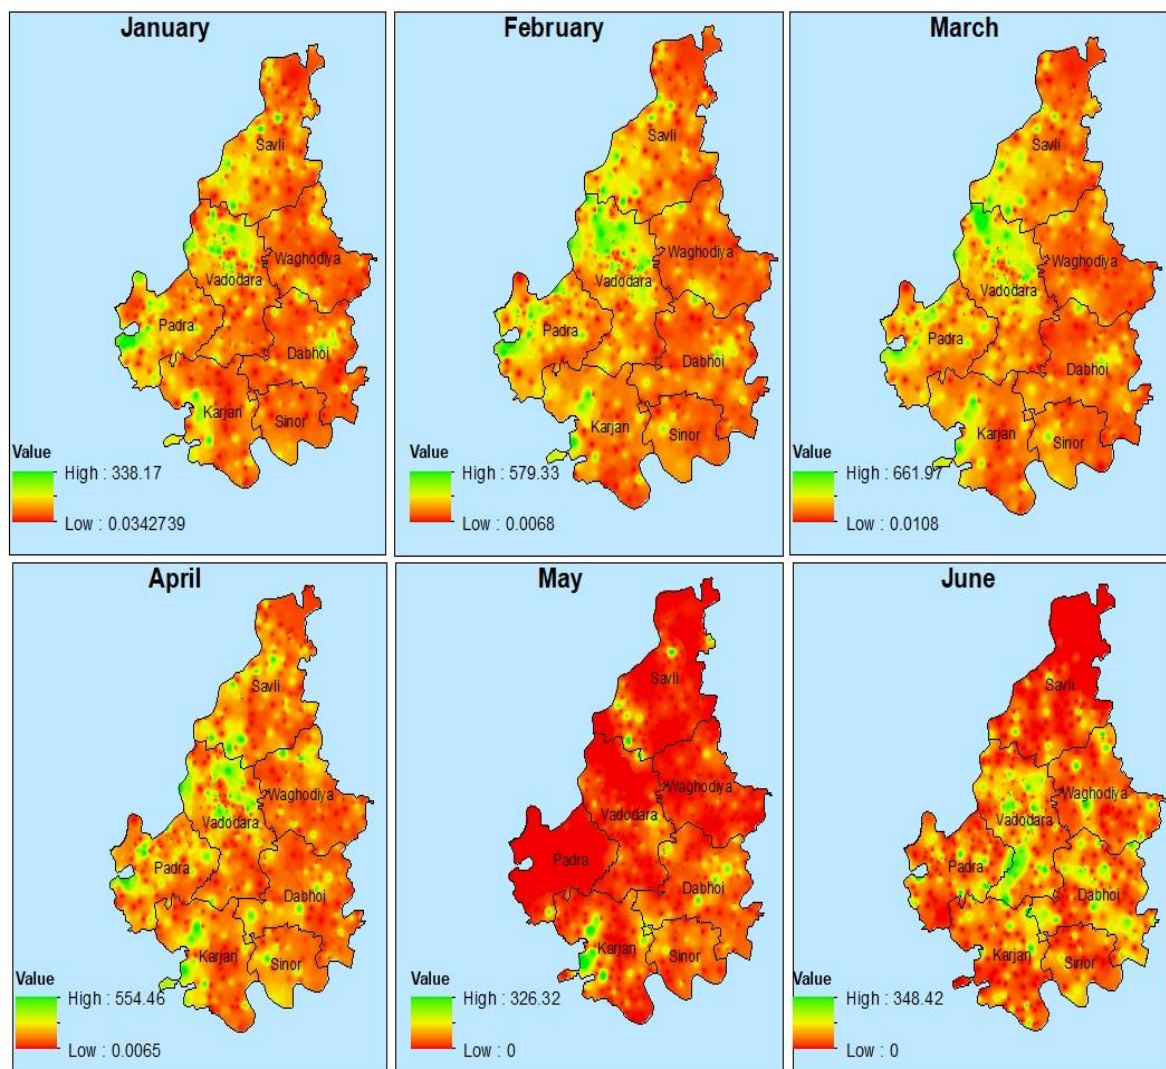 January
Savli
Waghodiya
Vadodara
Padra
Dabhoi
Karjan
Sinor
Value
High : 338.17
Low : 0.0342739
February
Savli
Waghodiya
Vadodara
Padra
Dabhoi
Karjan
Sinor
Value
High : 579.33
Low : 0.0068
March
Savli
Waghodiya
Vadodara
Padra
Dabhoi
Karjan
Sinor
Value
High : 661.97
Low : 0.0108
April
Savli
Waghodiya
Vadodara
Padra
Dabhoi
Karjan
Sinor
Value
High : 554.46
Low : 0.0065
May
Savli
Waghodiya
Vadodara
Padra
Dabhoi
Karjan
Sinor
Value
High : 326.32
Low : 0
June
Savli
Waghodiya
Vadodara
Padra
Dabhoi
Karjan
Sinor
Value
High : 348.42
Low : 0